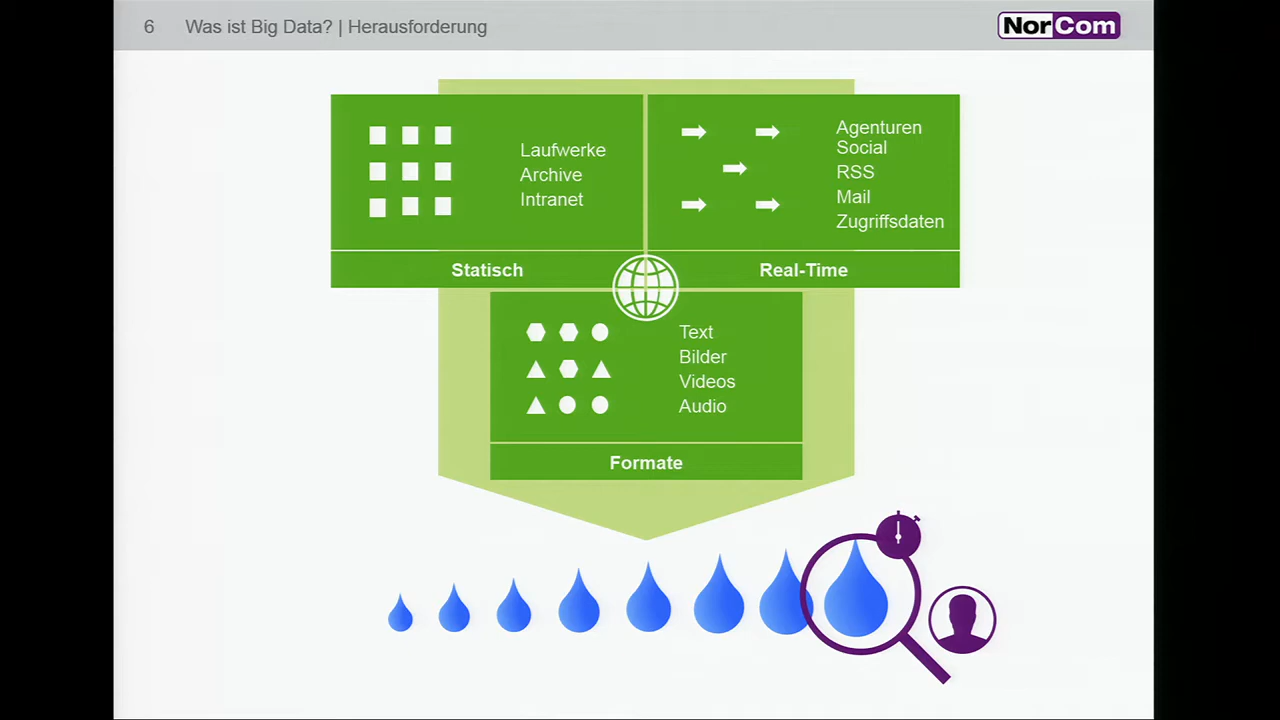 6 Was ist Big Data? | Herausforderung
NorCom
Laufwerke
Archive
Intranet
Statisch
Agenturen
Social
RSS
Mail
Zugriffsdaten
Real-Time
Text
Bilder
Videos
Audio
Formate